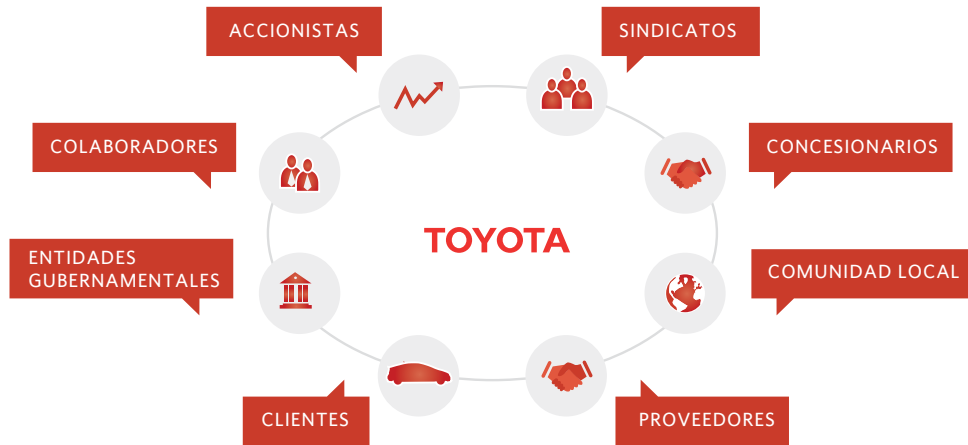 ACCIONISTAS
SINDICATOS
COLABORADORES
CONCESIONARIOS
TOYOTA
ENTIDADES
GUBERNAMENTALES
COMUNIDAD LOCAL
CLIENTES
PROVEEDORES